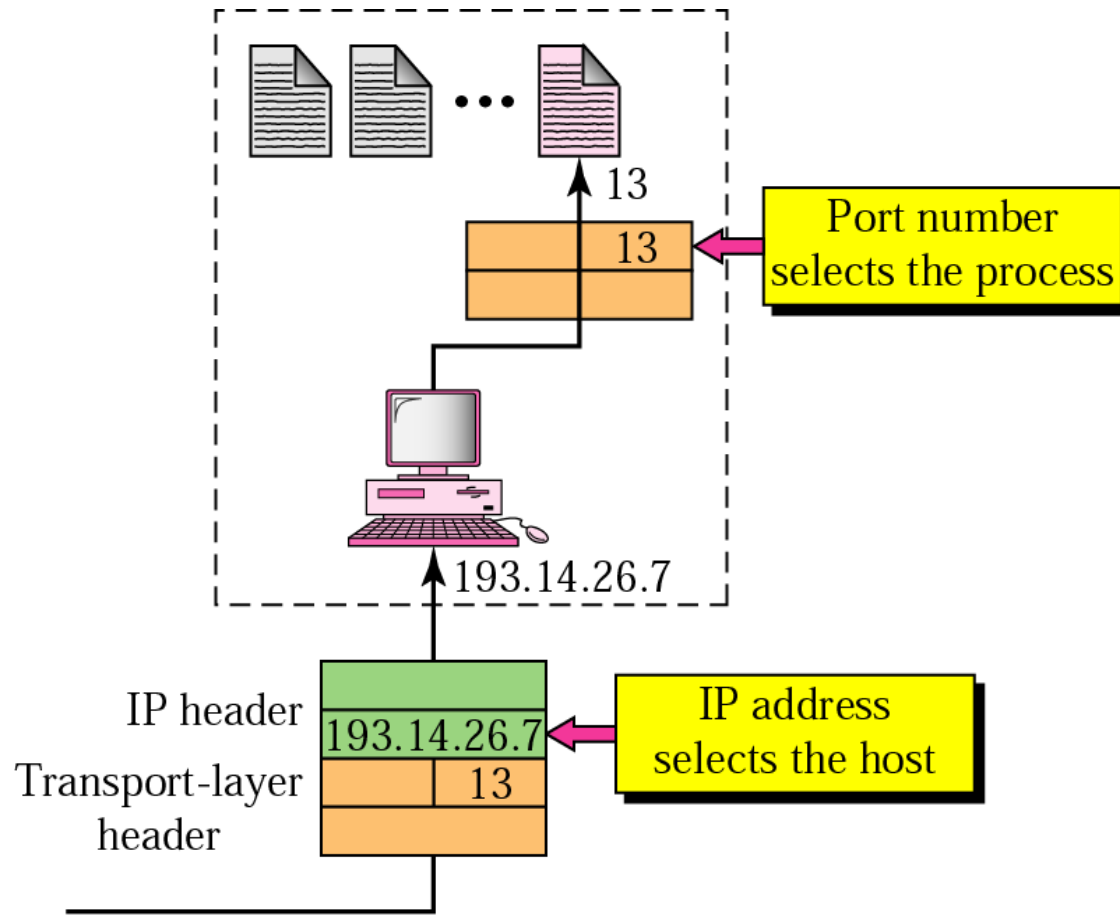 13
13
Port number
selects the process
193.14.26.7
IP header
193.14.26.7
IP address
selects the host
Transport-layer
header
13